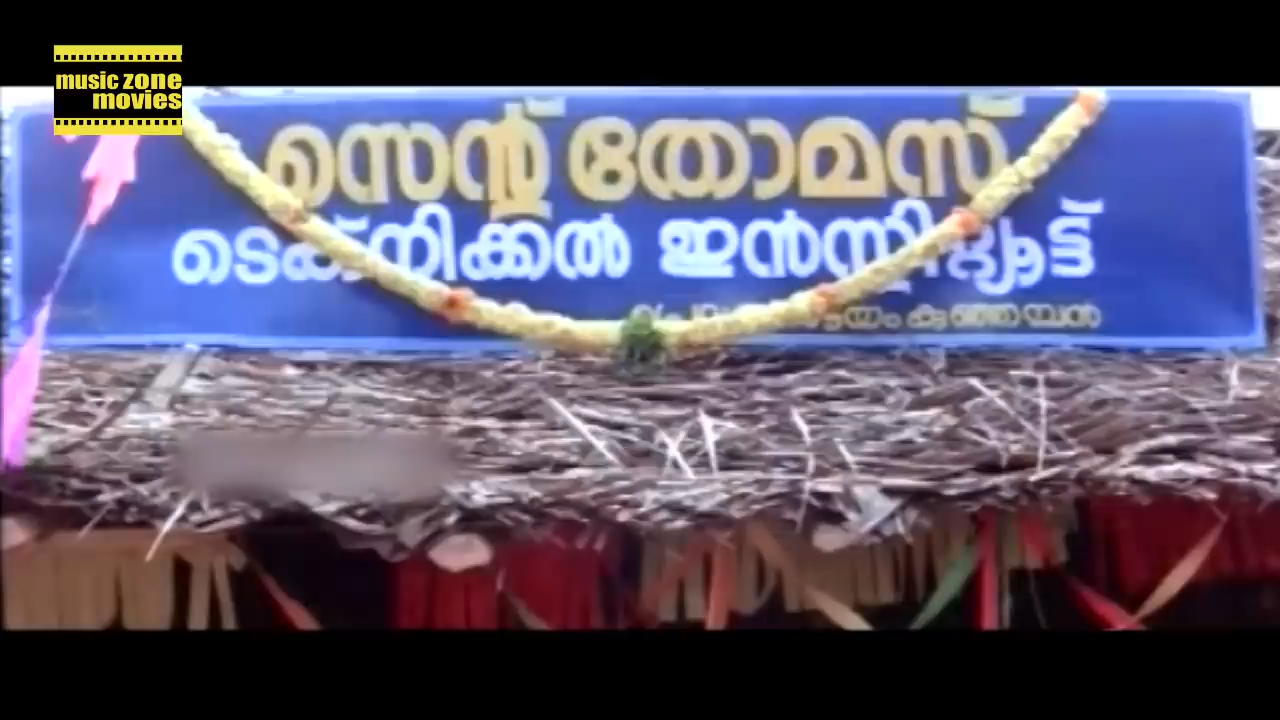 music zone
movies
സെന്റ് തോമസ്
ടെക്നിക്കൽ ഇൻസ്റ്റിറ്റ്യൂട്ട്